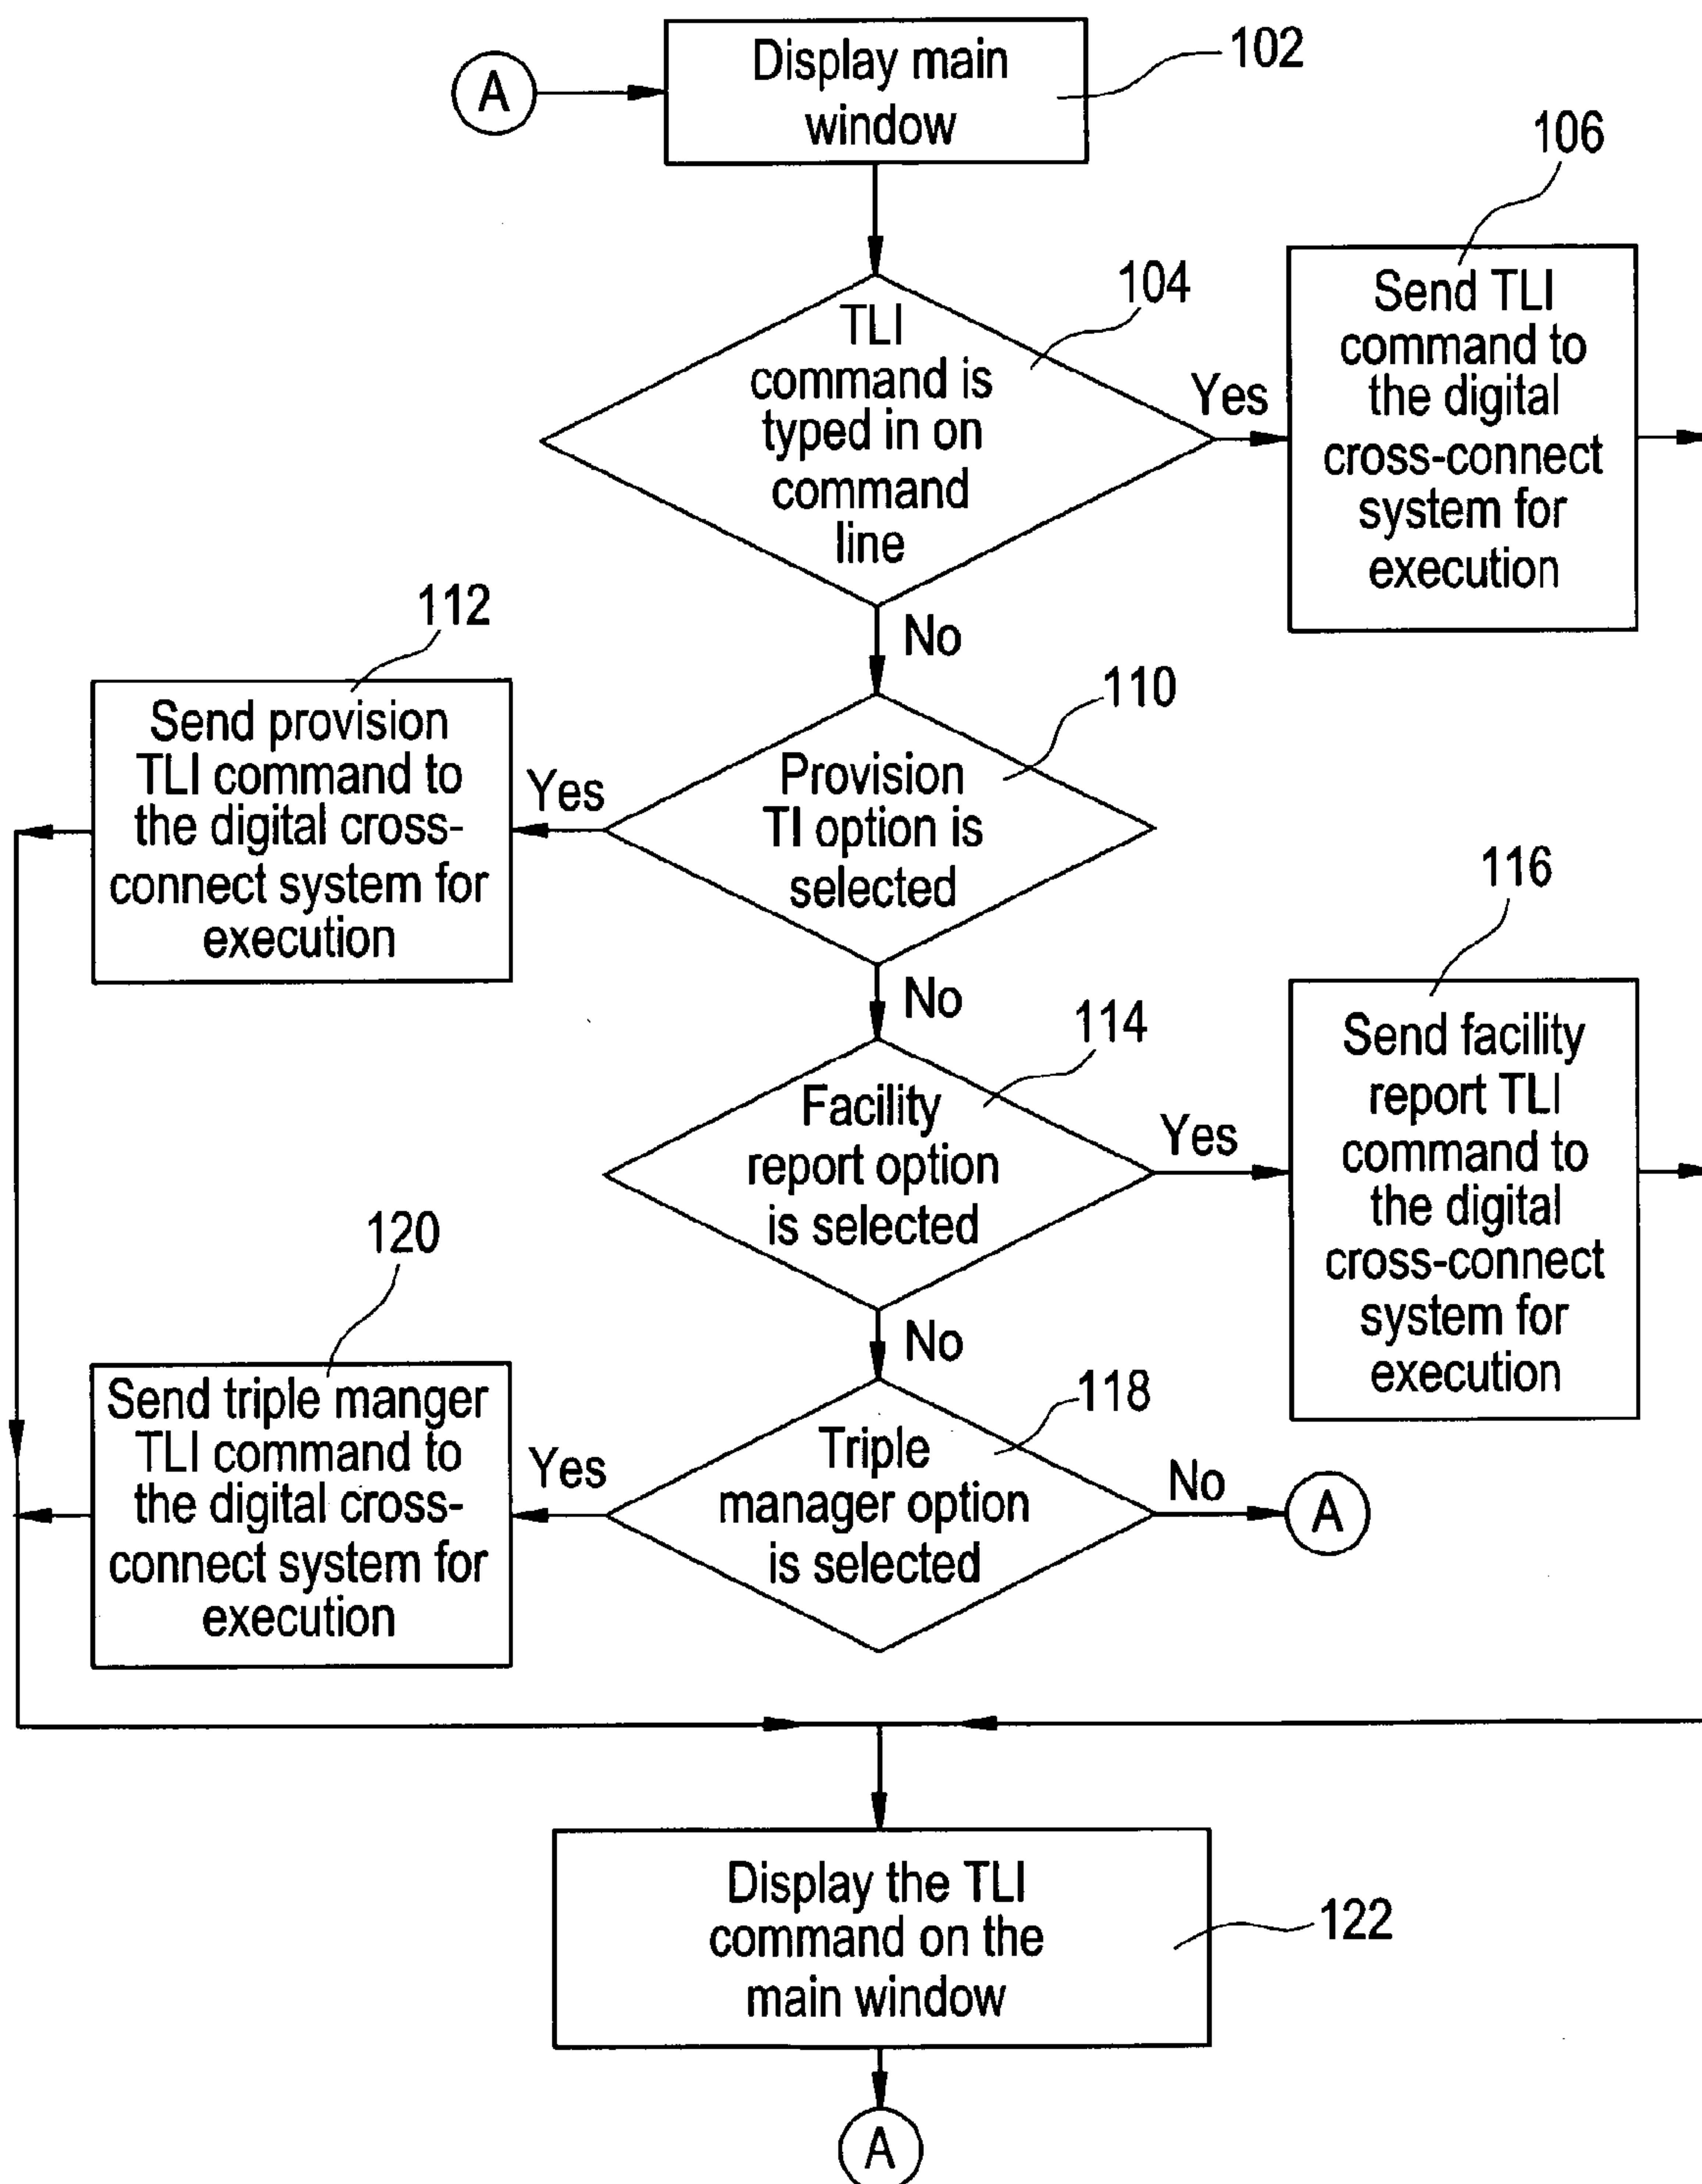 A
Display main
window
102
106
104
TLI
command is
typed in on
command
line
Yes
Send TLI
command to
the digital
cross-connect
system for
execution
No
112
Send provision
TLI command to
the digital cross-
connect system for
execution
Yes
110
Provision
TI option is
selected
No
116
114
Facility
report option
is selected
Yes
Send facility
report TLI
command to
the digital
cross-connect
system for
execution
No
120
Send triple manger
TLI command to
the digital cross-
connect system for
execution
Yes
118
Triple
manager option
is selected
No
A
Display the TLI
command on the
main window
122
A